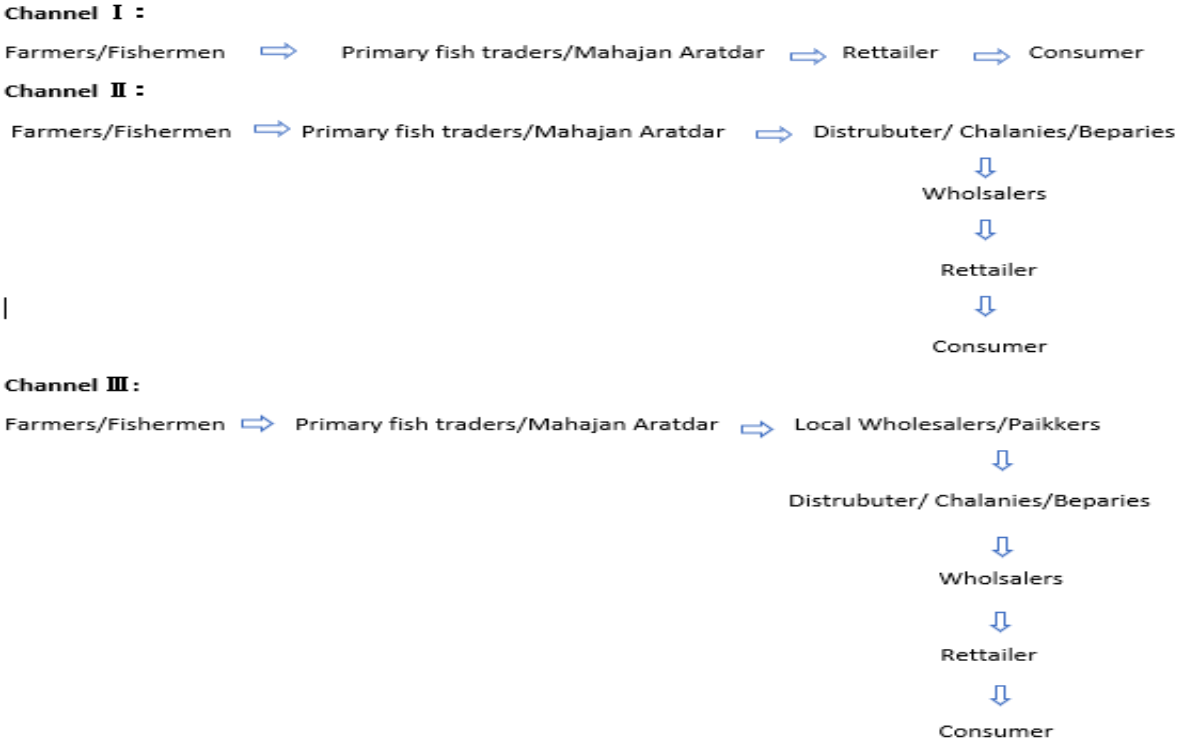 Channel Ⅰ :
Farmers/Fishermen ⇨ Primary fish traders/Mahajan Aratdar ⇨ Rettailer ⇨ Consumer
Channel Ⅱ :
Farmers/Fishermen ⇨ Primary fish traders/Mahajan Aratdar ⇨ Distrubuter/ Chalanies/Beparies
⇩
Wholsalers
⇩
Rettailer
⇩
Consumer
Channel Ⅲ:
Farmers/Fishermen ⇨ Primary fish traders/Mahajan Aratdar ⇨ Local Wholesalers/Paikkers
⇩
Distrubuter/ Chalanies/Beparies
⇩
Wholsalers
⇩
Rettailer
⇩
Consumer